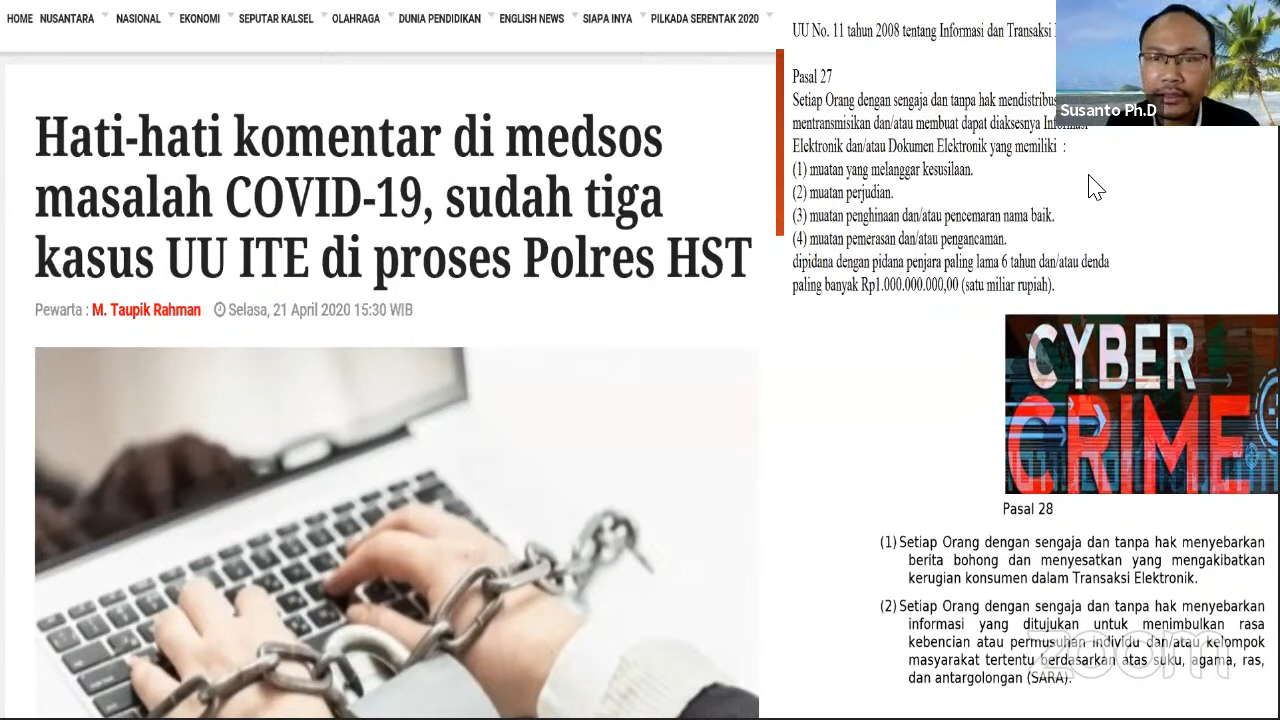 HOME NUSANTARA NASIONAL EKONOMI SEPUTAR KALSEL OLAHRAGA DUNIA PENDIDIKAN ENGLISH NEWS SIAPA INYA PILKADA SERENTAK 2020
Hati-hati komentar di medsos
masalah COVID-19, sudah tiga
kasus UU ITE di proses Polres HST
Pewarta : M. Taupik Rahman Selasa, 21 April 2020 15:30 WIB
UU No. 11 tahun 2008 tentang Informasi dan Transaksi
Pasal 27
Setiap Orang dengan sengaja dan tanpa hak
mentransmisikan dan/atau membuat dapat diaksesnya Informasi
Elektronik dan/atau Dokumen Elektronik yang memiliki :
(1) muatan yang melanggar kesusilaan.
(2) muatan perjudian.
(3) muatan penghinaan dan/atau pencemaran nama baik.
(4) muatan pemerasan dan/atau pengancaman.
dipidana dengan pidana penjara paling lama 6 tahun dan/atau denda
paling banyak Rp1.000.000.000,00 (satu miliar rupiah).
Susanto Ph.D
CYBER
CRIME
Pasal 28
(1) Setiap Orang dengan sengaja dan tanpa hak menyebarkan
berita bohong dan menyesatkan yang mengakibatkan
kerugian konsumen dalam Transaksi Elektronik.
(2) Setiap Orang dengan sengaja dan tanpa hak menyebarkan
informasi yang ditujukan untuk menimbulkan rasa
kebencian atau permusuhan individu dan/atau kelompok
masyarakat tertentu berdasarkan atas suku, agama, ras,
dan antargolongan (SARA).
zoom